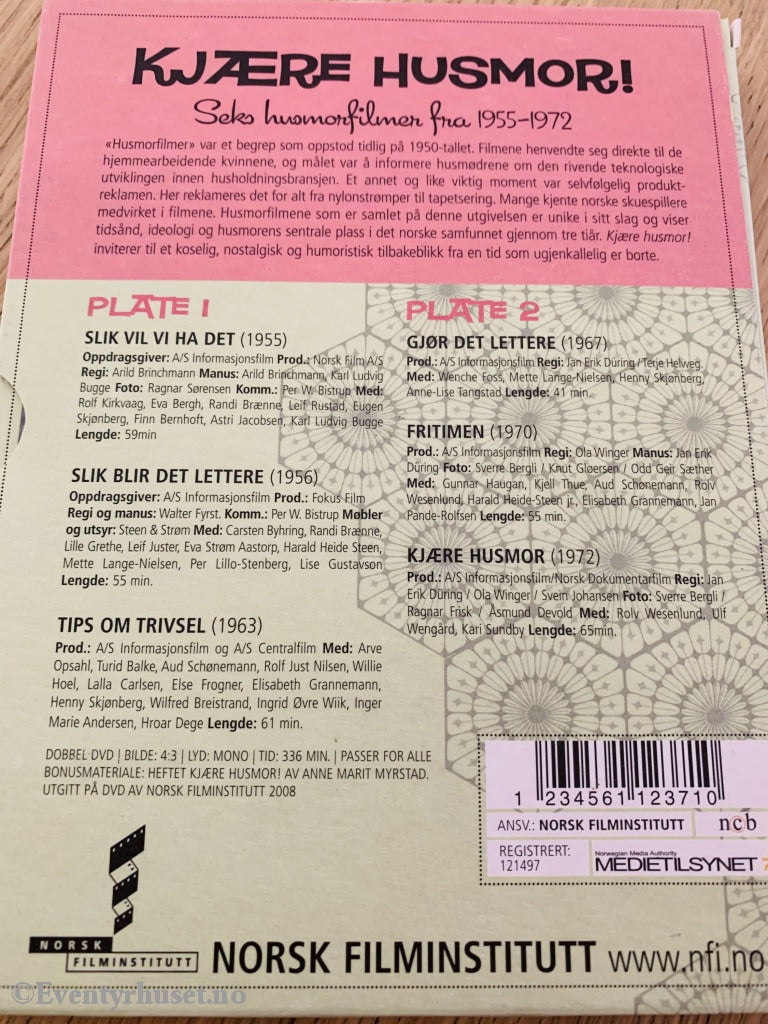 KJÆRE HUSMOR!
Seks husmorfilmer fra 1955–1972
«Husmorfilmer» var et begrep som oppstod tidlig på 1950-tallet. Filmene henvendte seg direkte til de
hjemmearbeidende kvinnene, og målet var å informere husmødrene om den rivende teknologiske
utviklingen innen husholdningsbransjen. Et annet og like viktig moment var selvfølgelig produkt-
reklamen. Her reklameres det for alt fra nylonstrømper til tapetsering. Mange kjente norske skuespillere
medvirket i filmene. Husmorfilmene som er samlet på denne utgivelsen er unike i sitt slag og viser
tidsånd, ideologi og husmorens sentrale plass i det norske samfunnet gjennom tre tiår. Kjære husmor!
inviterer til et koselig, nostalgisk og humoristisk tilbakeblikk fra en tid som ugjenkallelig er borte.
PLATE 1
SLIK VIL VI HA DET (1955)
Oppdragsgiver: A/S Informasjonsfilm Prod.: Norsk Film A/S
Regi: Arild Brinchmann Manus: Arild Brinchmann, Karl Ludvig
Bugge Foto: Ragnar Sørensen Komm.: Per W. Bistrup Med:
Rolf Kirkvaag, Eva Bergh, Randi Brænne, Leif Rustad, Eugen
Skjønberg, Finn Bernhoft, Astri Jacobsen, Karl Ludvig Bugge
Lengde: 59min
SLIK BLIR DET LETTERE (1956)
Oppdragsgiver: A/S Informasjonsfilm Prod.: Fokus Film
Regi og manus: Walter Fyrst. Komm.: Per W. Bistrup Møbler
og utsyr: Steen & Strøm Med: Carsten Byhring, Randi Brænne,
Lille Grethe, Leif Juster, Eva Strøm Aastorp, Harald Heide Steen,
Mette Lange-Nielsen, Per Lillo-Stenberg, Lise Gustavson
Lengde: 55 min.
TIPS OM TRIVSEL (1963)
Prod.: A/S Informasjonsfilm og A/S Centralfilm Med: Arve
Opsahl, Turid Balke, Aud Schønemann, Rolf Just Nilsen, Willie
Hoel, Lalla Carlsen, Else Frogner, Elisabeth Grannemann,
Henny Skjønberg, Wilfred Breistrand, Ingrid Øvre Wiik, Inger
Marie Andersen, Hroar Dege Lengde: 61 min.
PLATE 2
GJØR DET LETTERE (1967)
Prod.: A/S Informasjonsfilm Regi: Jan Erik Düring / Terje Helweg.
Med: Wenche Foss, Mette Lange-Nielsen, Henny Skjønberg,
Anne-Lise Tangstad Lengde: 41 min.
FRITIMEN (1970)
Prod.: A/S Informasjonsfilm Regi: Ola Winger Manus: Jan Erik
Düring Foto: Sverre Bergli / Knut Gløersen / Odd Geir Sæther
Med: Gunnar Haugan, Kjell Thue, Aud Schønemann, Rolv
Wesenlund, Harald Heide-Steen jr., Elisabeth Grannemann, Jan
Pande-Rolfsen Lengde: 55 min.
KJÆRE HUSMOR (1972)
Prod.: A/S Informasjonsfilm/Norsk Dokumentarfilm Regi: Jan
Erik Düring / Ola Winger / Svein Johansen Foto: Sverre Bergli /
Ragnar Frisk / Åsmund Devold Med: Rolv Wesenlund, Ulf
Wengård, Kari Sundby Lengde: 65min.
DOBBEL DVD | BILDE: 4:3 | LYD: MONO | TID: 336 MIN. | PASSER FOR ALLE
BONUSMATERIALE: HEFTET KJÆRE HUSMOR! AV ANNE MARIT MYRSTAD.
UTGITT PÅ DVD AV NORSK FILMINSTITUTT 2008
1 234561 123710
ANSV.: NORSK FILMINSTITUTT
ncb
REGISTRERT:
121497
Norwegian Media Authority
MEDIETILSYNET 7
NORSK
FILMINSTITUTT
NORSK FILMINSTITUTT www.nfi.no
©Eventyrhuset.no